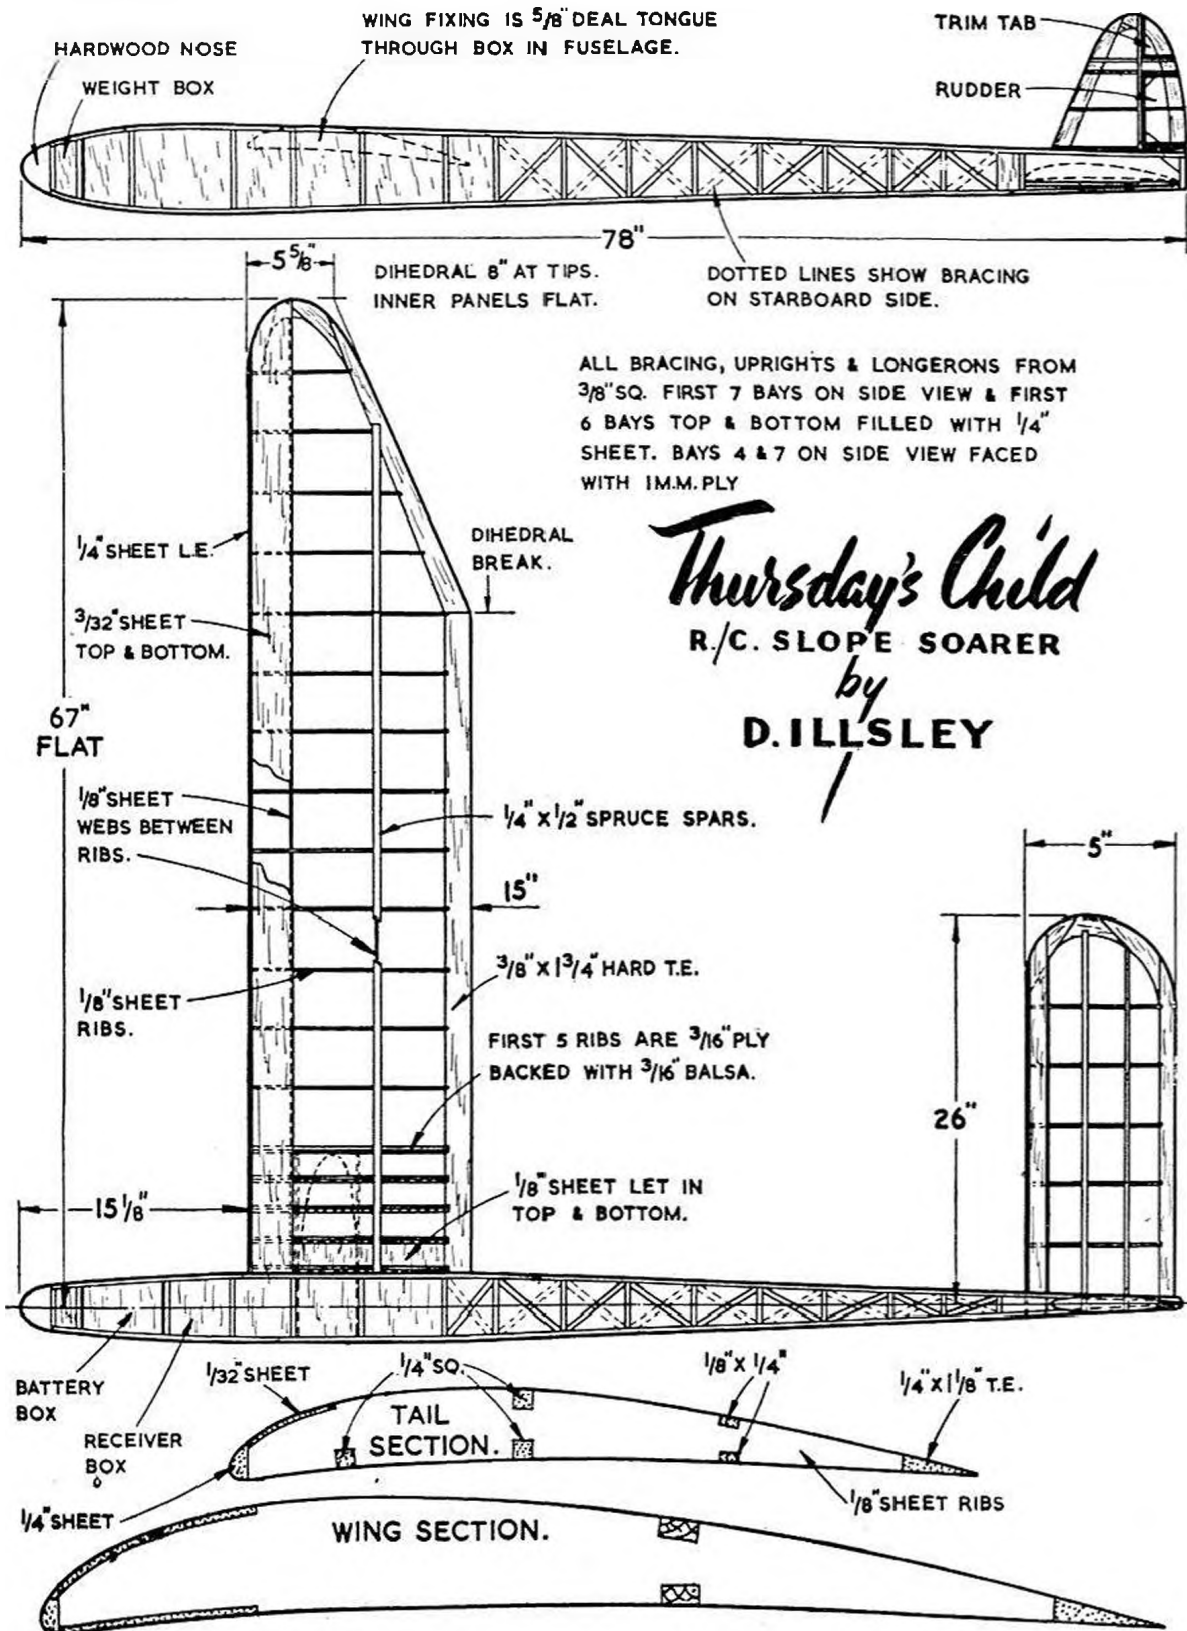 WING FIXING IS 5/8" DEAL TONGUE
THROUGH BOX IN FUSELAGE.
HARDWOOD NOSE
WEIGHT BOX
TRIM TAB
RUDDER
78"
5 5/8"
DIHEDRAL 8" AT TIPS.
INNER PANELS FLAT.
DOTTED LINES SHOW BRACING
ON STARBOARD SIDE.
ALL BRACING, UPRIGHTS & LONGERONS FROM
3/8" SQ. FIRST 7 BAYS ON SIDE VIEW & FIRST
6 BAYS TOP & BOTTOM FILLED WITH 1/4"
SHEET. BAYS 4 & 7 ON SIDE VIEW FACED
WITH 1M.M. PLY
Thursday's Child
R./C. SLOPE SOARER
by
D. ILLSLEY
1/4" SHEET L.E.
DIHEDRAL
BREAK.
3/32" SHEET
TOP & BOTTOM.
67"
FLAT
1/8" SHEET
WEBS BETWEEN
RIBS.
1/4" X 1/2" SPRUCE SPARS.
15"
5"
3/8" X 1 3/4" HARD T.E.
1/8" SHEET
RIBS.
FIRST 5 RIBS ARE 3/16" PLY
BACKED WITH 3/16" BALSA.
26"
1/8" SHEET LET IN
TOP & BOTTOM.
15 1/8"
BATTERY
BOX
RECEIVER
BOX
1/32" SHEET
1/4" SQ.
1/8" X 1/4"
1/4" X 1 1/8" T.E.
TAIL
SECTION.
1/4" SHEET
1/8" SHEET RIBS
WING SECTION.